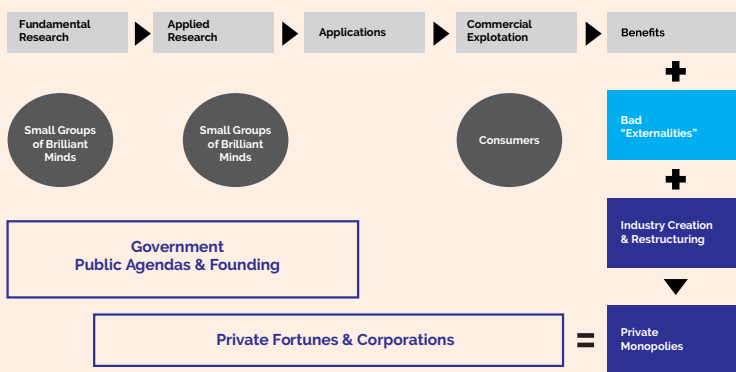 Fundamental
Research
Applied
Research
Applications
Commercial
Explotation
Benefits
Small Groups
of Brilliant
Minds
Small Groups
of Brilliant
Minds
Consumers
Bad
"Externalities"
Industry Creation
& Restructuring
Government
Public Agendas & Founding
Private Fortunes & Corporations
=
Private
Monopolies